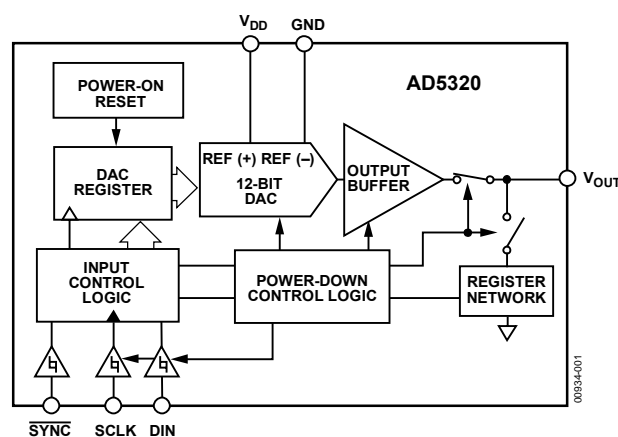 VDD GND
AD5320
POWER-ON
RESET
DAC
REGISTER
REF (+) REF (–)
12-BIT
DAC
OUTPUT
BUFFER
VOUT
INPUT
CONTROL
LOGIC
POWER-DOWN
CONTROL LOGIC
REGISTER
NETWORK
00934-001
SYNC SCLK DIN